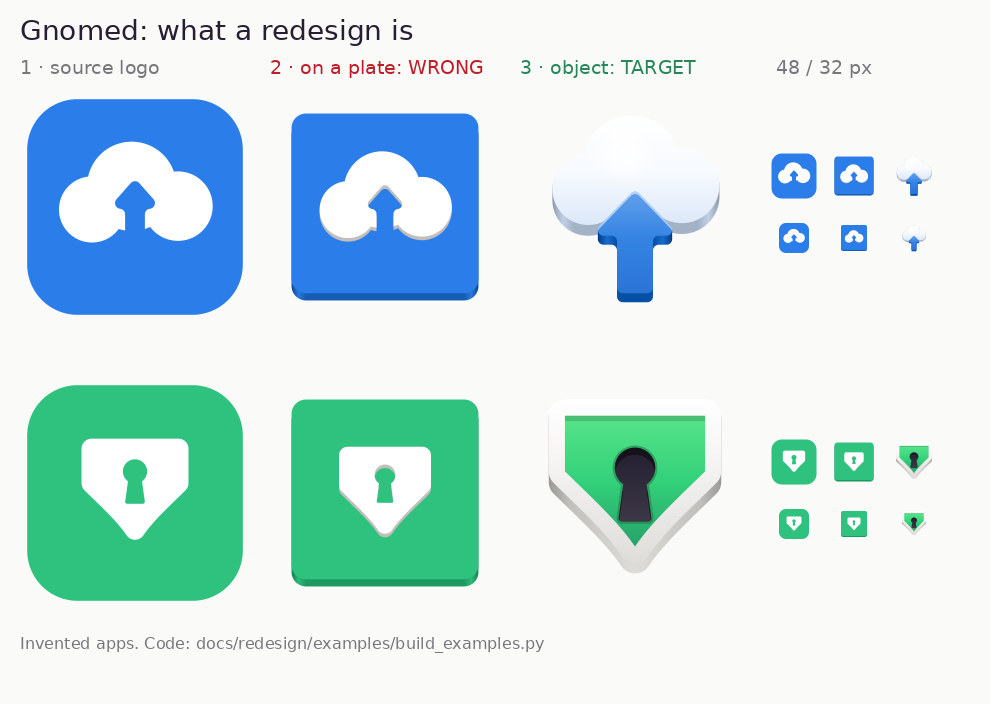 Gnomed: what a redesign is
1 · source logo
2 · on a plate: WRONG
3 · object: TARGET
48 / 32 px
Invented apps. Code: docs/redesign/examples/build_examples.py